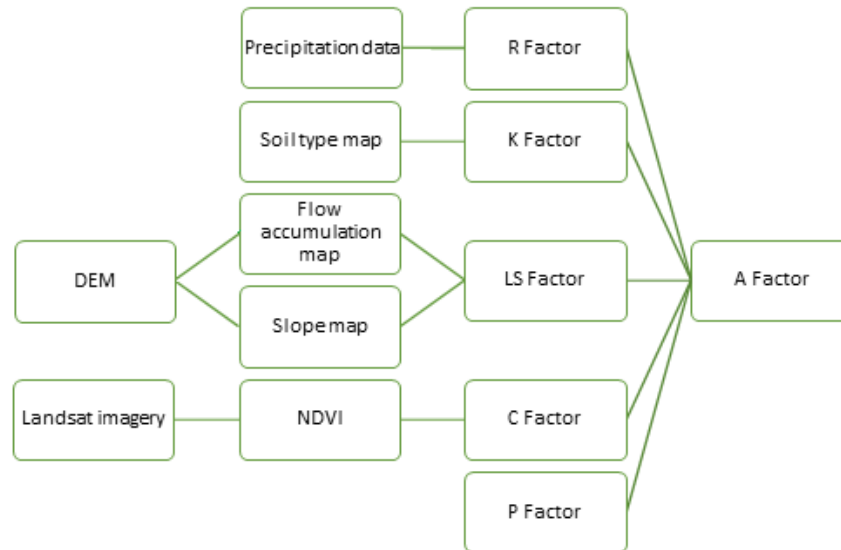 Precipitation data
R Factor
Soil type map
K Factor
Flow
accumulation
map
DEM
LS Factor
A Factor
Slope map
Landsat imagery
NDVI
C Factor
P Factor